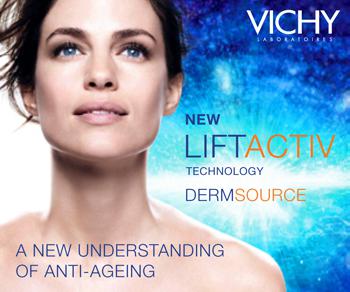 VICHY
LABORATOIRES
NEW
LIFTACTIV
TECHNOLOGY
DERMSOURCE
A NEW UNDERSTANDING
OF ANTI-AGEING